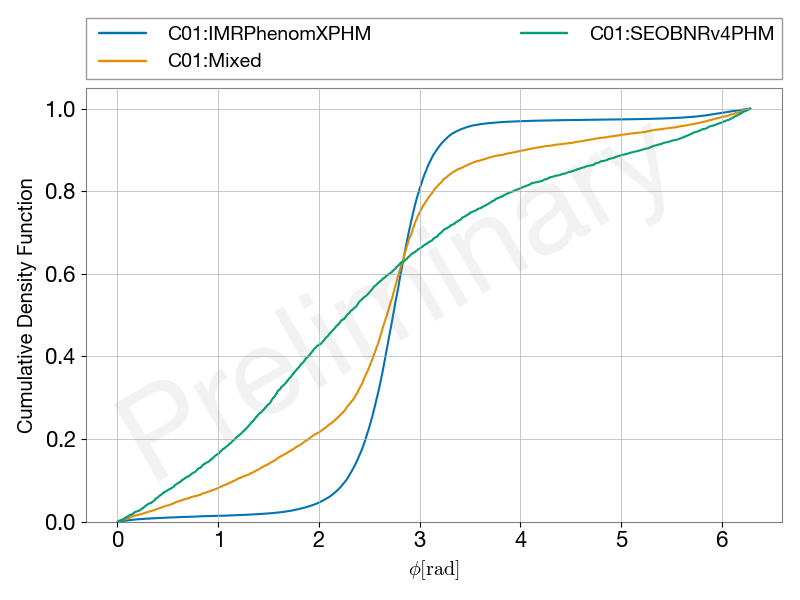 C01:IMRPhenomXPHM
C01:Mixed
C01:SEOBNRv4PHM
Preliminary
Cumulative Density Function
1.0
0.8
0.6
0.4
0.2
0.0
0 1 2 3 4 5 6
ϕ[rad]